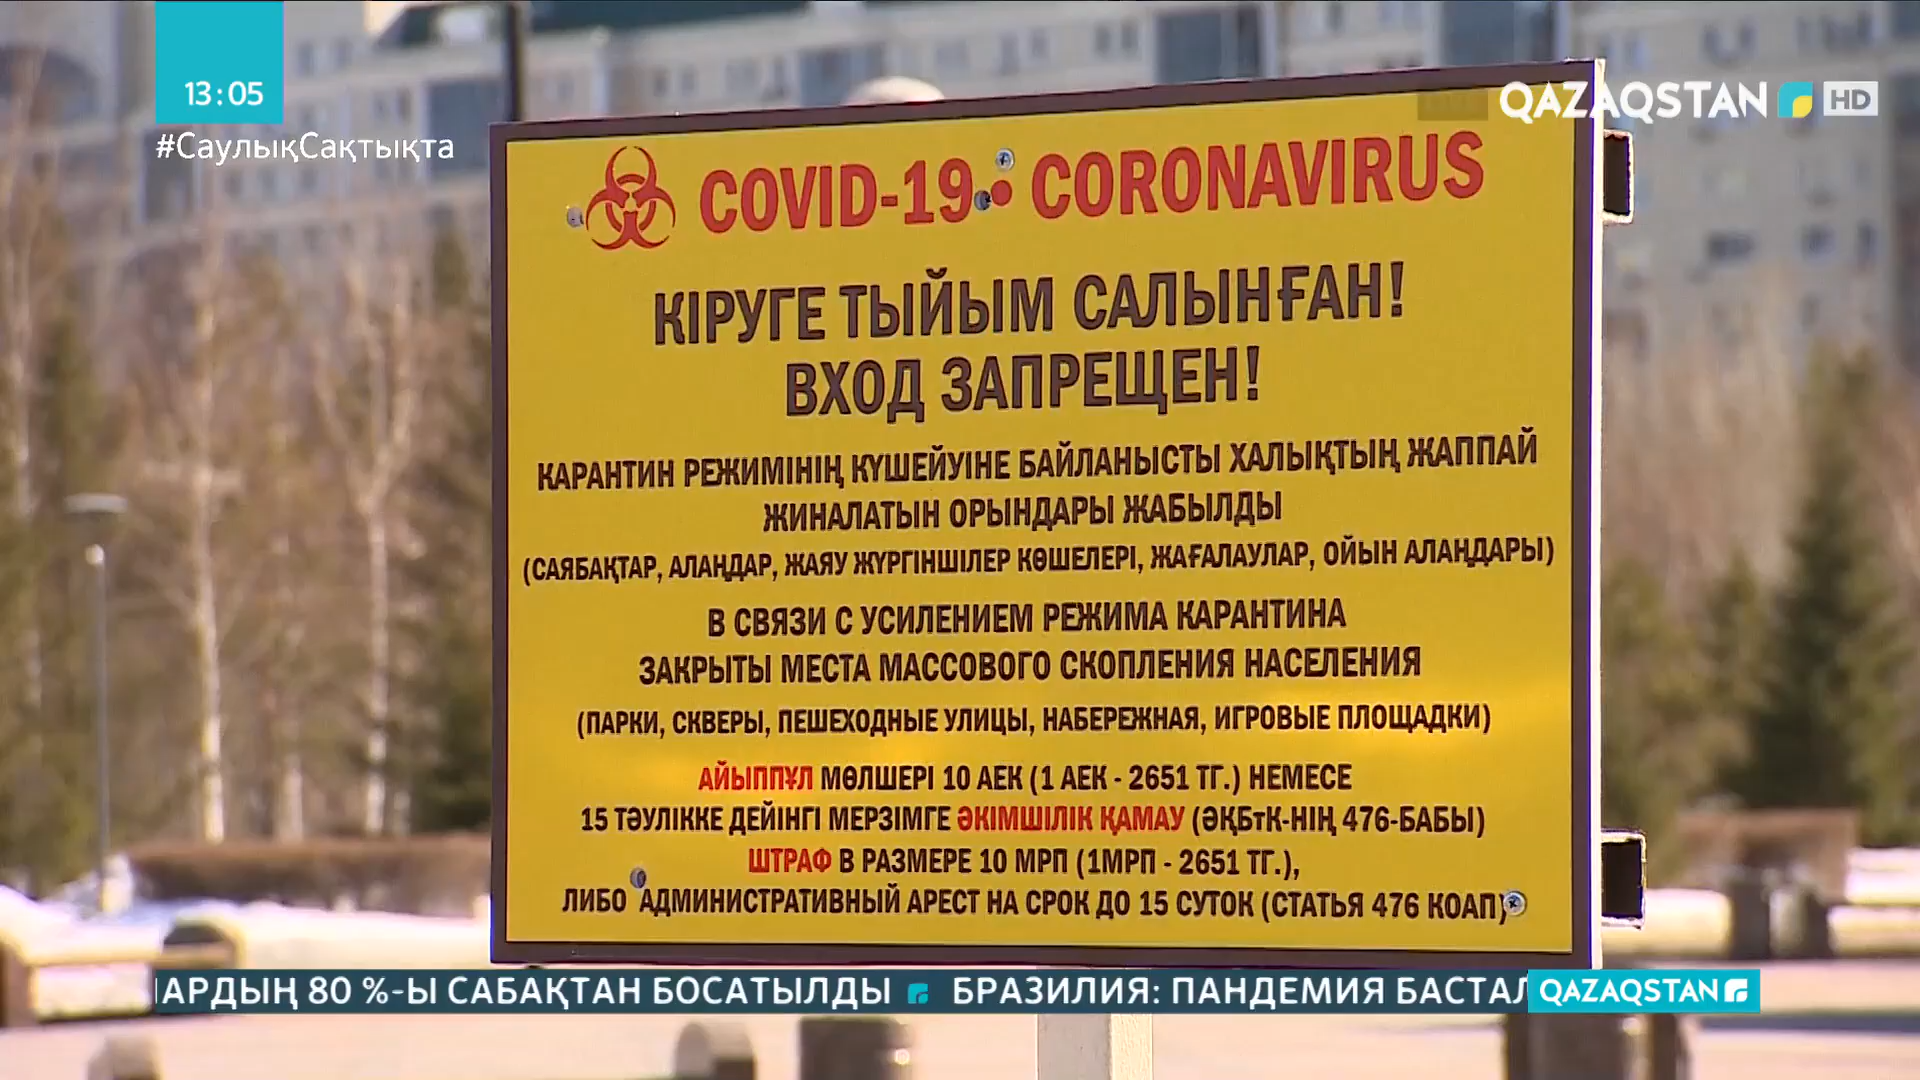 13:05
#СаулықСақтықта
QAZAQSTAN HD
COVID-19 • CORONAVIRUS
КІРУГЕ ТЫЙЫМ САЛЫНҒАН!
ВХОД ЗАПРЕЩЕН!
КАРАНТИН РЕЖИМІНІҢ КҮШЕЙУІНЕ БАЙЛАНЫСТЫ ХАЛЫҚТЫҢ ЖАППАЙ
ЖИНАЛАТЫН ОРЫНДАРЫ ЖАБЫЛДЫ
(САЯБАҚТАР, АЛАҢДАР, ЖАЯУ ЖҮРГІНШІЛЕР КӨШЕЛЕРІ, ЖАҒАЛАУЛАР, ОЙЫН АЛАҢДАРЫ)
В СВЯЗИ С УСИЛЕНИЕМ РЕЖИМА КАРАНТИНА
ЗАКРЫТЫ МЕСТА МАССОВОГО СКОПЛЕНИЯ НАСЕЛЕНИЯ
(ПАРКИ, СКВЕРЫ, ПЕШЕХОДНЫЕ УЛИЦЫ, НАБЕРЕЖНАЯ, ИГРОВЫЕ ПЛОЩАДКИ)
АЙЫППҰЛ МӨЛШЕРІ 10 АЕК (1 АЕК - 2651 ТГ.) НЕМЕСЕ
15 ТӘУЛІККЕ ДЕЙІНГІ МЕРЗІМГЕ ӘКІМШІЛІК ҚАМАУ (ӘҚБтК-НІҢ 476-БАБЫ)
ШТРАФ В РАЗМЕРЕ 10 МРП (1МРП - 2651 ТГ.),
ЛИБО АДМИНИСТРАТИВНЫЙ АРЕСТ НА СРОК ДО 15 СУТОК (СТАТЬЯ 476 КОАП)
АРДЫҢ 80 %-Ы САБАҚТАН БОСАТЫЛДЫ БРАЗИЛИЯ: ПАНДЕМИЯ БАСТАЛ QAZAQSTAN